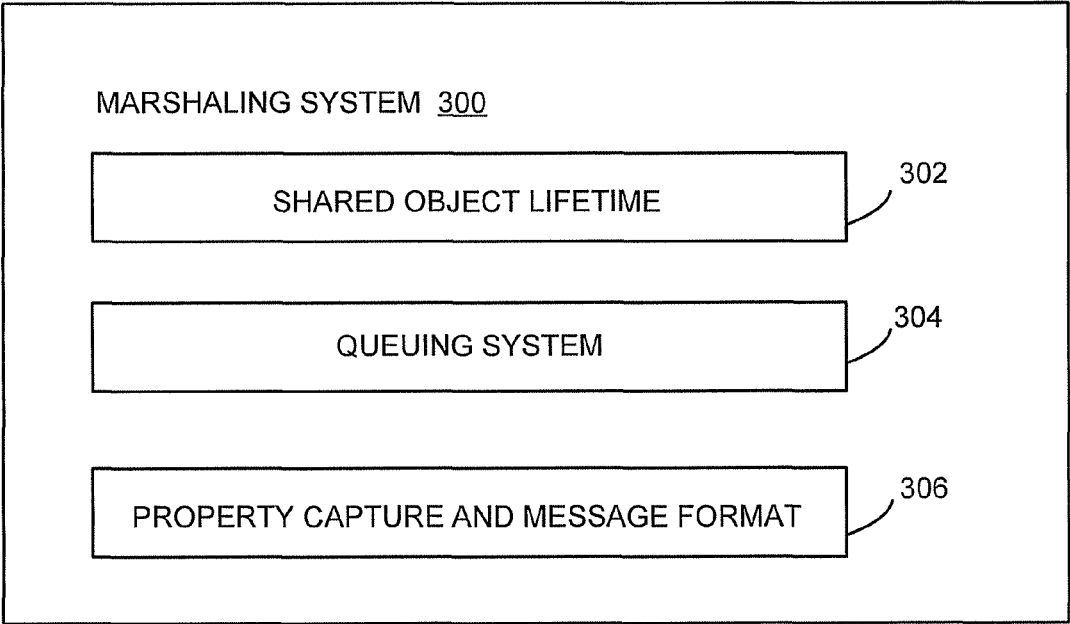 MARSHALING SYSTEM 300
SHARED OBJECT LIFETIME
302
QUEUING SYSTEM
304
PROPERTY CAPTURE AND MESSAGE FORMAT
306